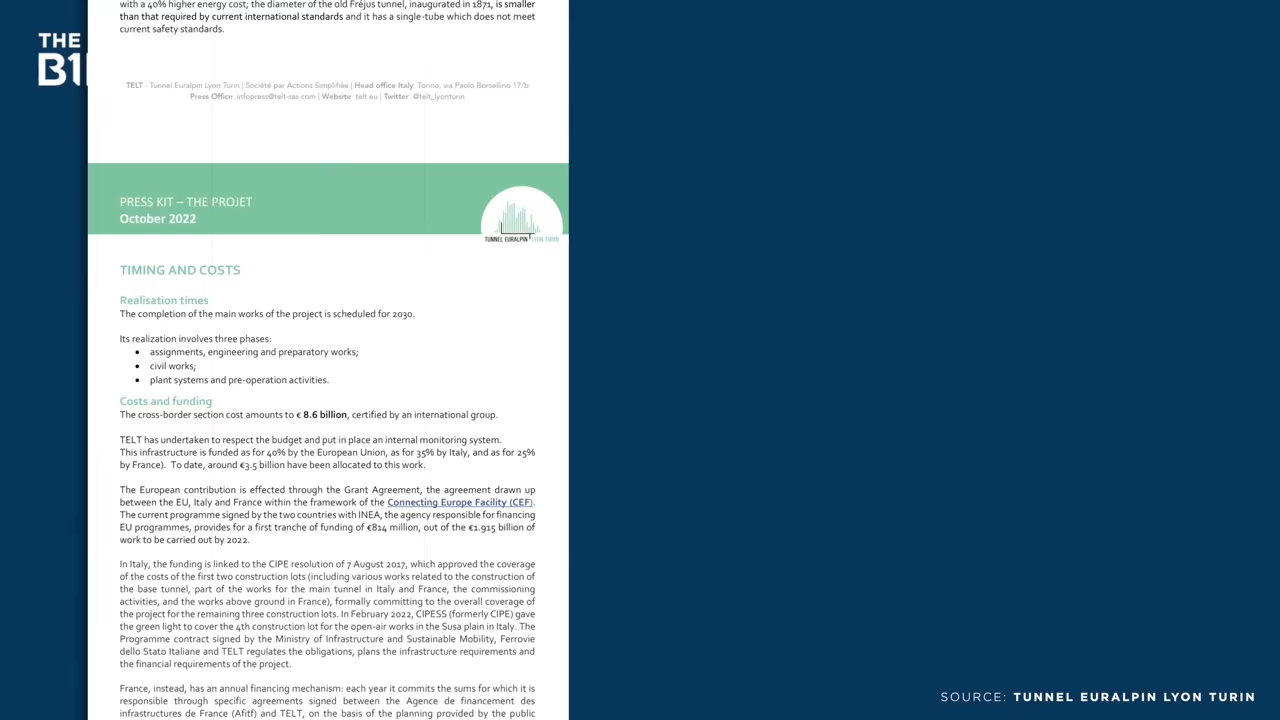 with a 40% higher energy cost; the diameter of the old Fréjus tunnel, inaugurated in 1871, is smaller
than that required by current international standards and it has a single-tube which does not meet
current safety standards.
THE
B1
TELT - Tunnel Euralpin Lyon Turin | Société par Actions Simplifiée | Head office Italy: Torino, via Paolo Borsellino 17/b
Press Office: infopress@telt-sas.com | Website: telt.eu | Twitter: @telt_lyonturin
PRESS KIT – THE PROJET
October 2022
TUNNEL EURALPIN LYON TURIN
TIMING AND COSTS
Realisation times
The completion of the main works of the project is scheduled for 2030.
Its realization involves three phases:
• assignments, engineering and preparatory works;
• civil works;
• plant systems and pre-operation activities.
Costs and funding
The cross-border section cost amounts to € 8.6 billion, certified by an international group.
TELT has undertaken to respect the budget and put in place an internal monitoring system.
This infrastructure is funded as for 40% by the European Union, as for 35% by Italy, and as for 25%
by France). To date, around €3.5 billion have been allocated to this work.
The European contribution is effected through the Grant Agreement, the agreement drawn up
between the EU, Italy and France within the framework of the Connecting Europe Facility (CEF).
The current programme signed by the two countries with INEA, the agency responsible for financing
EU programmes, provides for a first tranche of funding of €814 million, out of the €1.915 billion of
work to be carried out by 2022.
In Italy, the funding is linked to the CIPE resolution of 7 August 2017, which approved the coverage
of the costs of the first two construction lots (including various works related to the construction of
the base tunnel, part of the works for the main tunnel in Italy and France, the commissioning
activities, and the works above ground in France), formally committing to the overall coverage of
the project for the remaining three construction lots. In February 2022, CIPESS (formerly CIPE) gave
the green light to cover the 4th construction lot for the open-air works in the Susa plain in Italy. The
Programme contract signed by the Ministry of Infrastructure and Sustainable Mobility, Ferrovie
dello Stato Italiane and TELT regulates the obligations, plans the infrastructure requirements and
the financial requirements of the project.
France, instead, has an annual financing mechanism: each year it commits the sums for which it is
responsible through specific agreements signed between the Agence de financement des
infrastructures de France (Afitf) and TELT, on the basis of the planning provided by the public
SOURCE: TUNNEL EURALPIN LYON TURIN